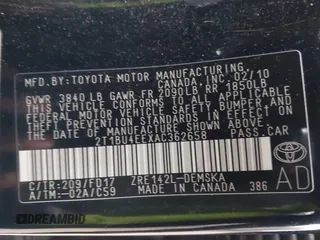 MFD.BY:TOYOTA MOTOR MANUFACTURING,
CANADA, INC. 02/10
GVWR 3840 LB GAWR FR 2090LB RR 1850LB
THIS VEHICLE CONFORMS TO ALL APPLICABLE
FEDERAL MOTOR VEHICLE SAFETY, BUMPER, AND
THEFT PREVENTION STANDARDS IN EFFECT ON
THE DATE OF MANUFACTURE SHOWN ABOVE.
2T1BU4EEXAC362658 PASS.CAR
C/TR:209/FD17 ZRE142L-DEMSKA
A/TM:-02A/C59 MADE IN CANADA 386
AD
DREAMBID